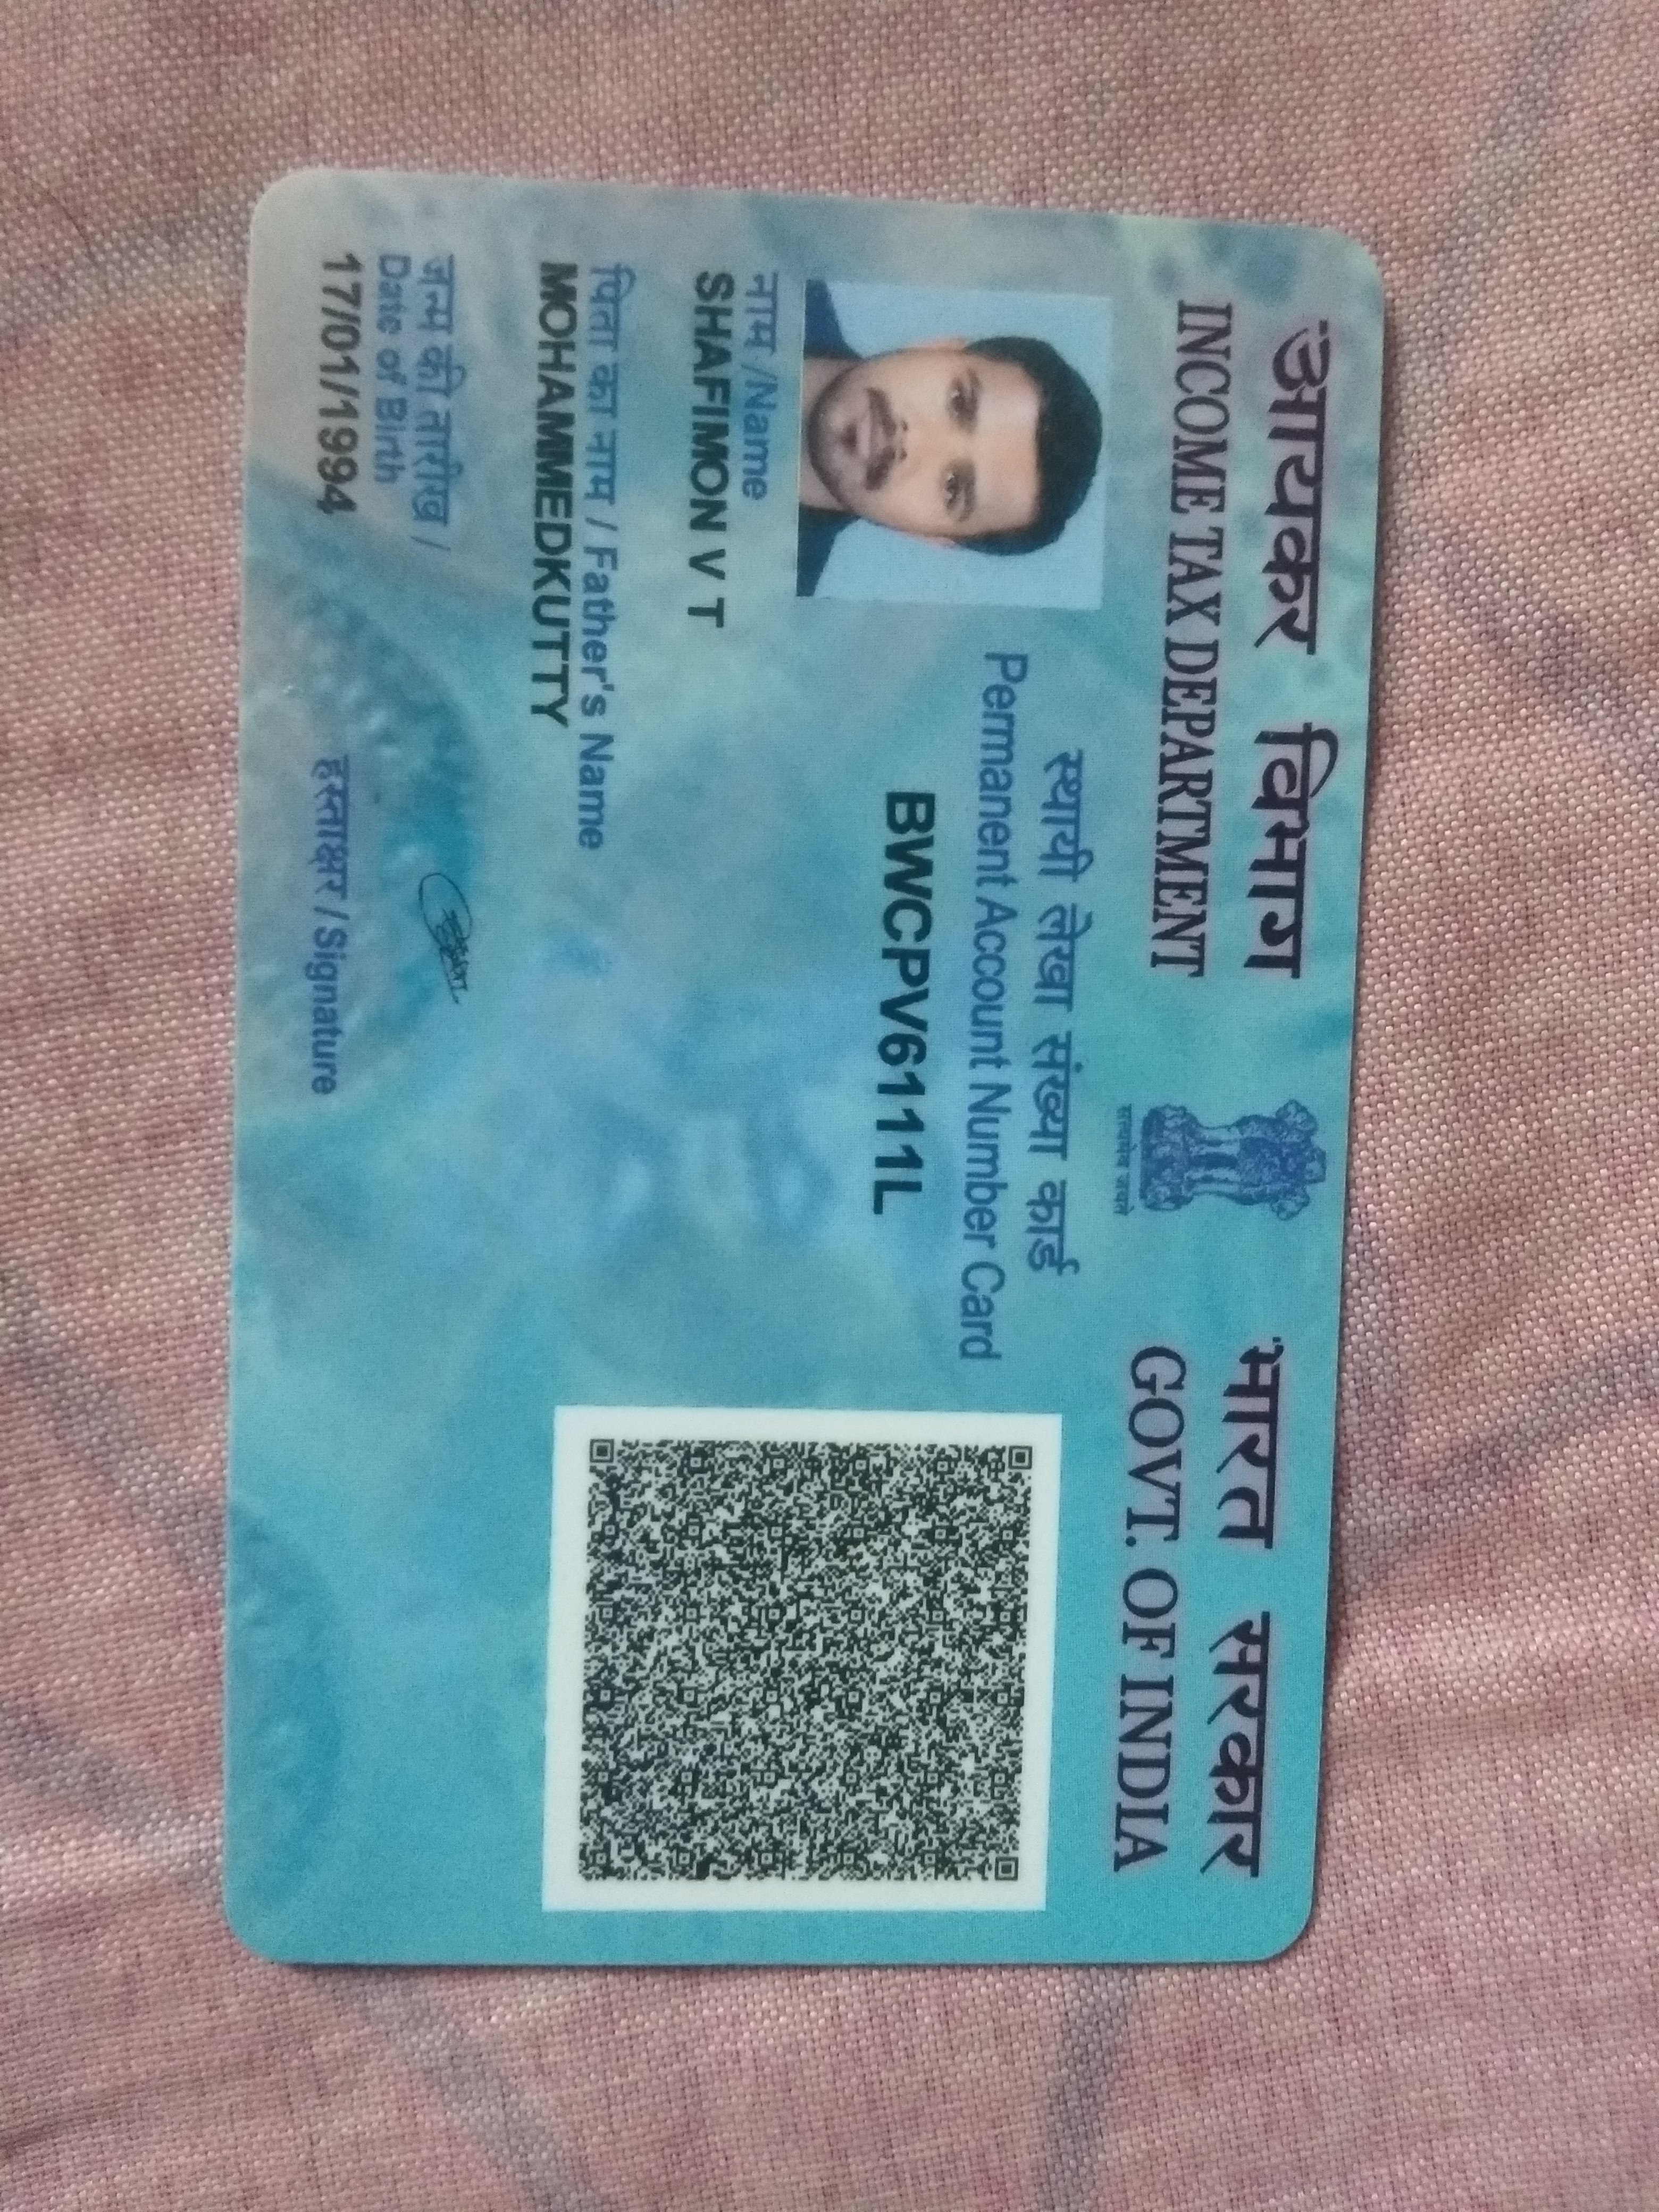 आयकर विभाग
INCOME TAX DEPARTMENT
सत्यमेव जयते
भारत सरकार
GOVT. OF INDIA
स्थायी लेखा संख्या कार्ड
Permanent Account Number Card
BWCPV6111L
नाम /Name
SHAFIMON V T
पिता का नाम / Father's Name
MOHAMMEDKUTTY
जन्म की तारीख /
Date of Birth
17/01/1994
हस्ताक्षर / Signature